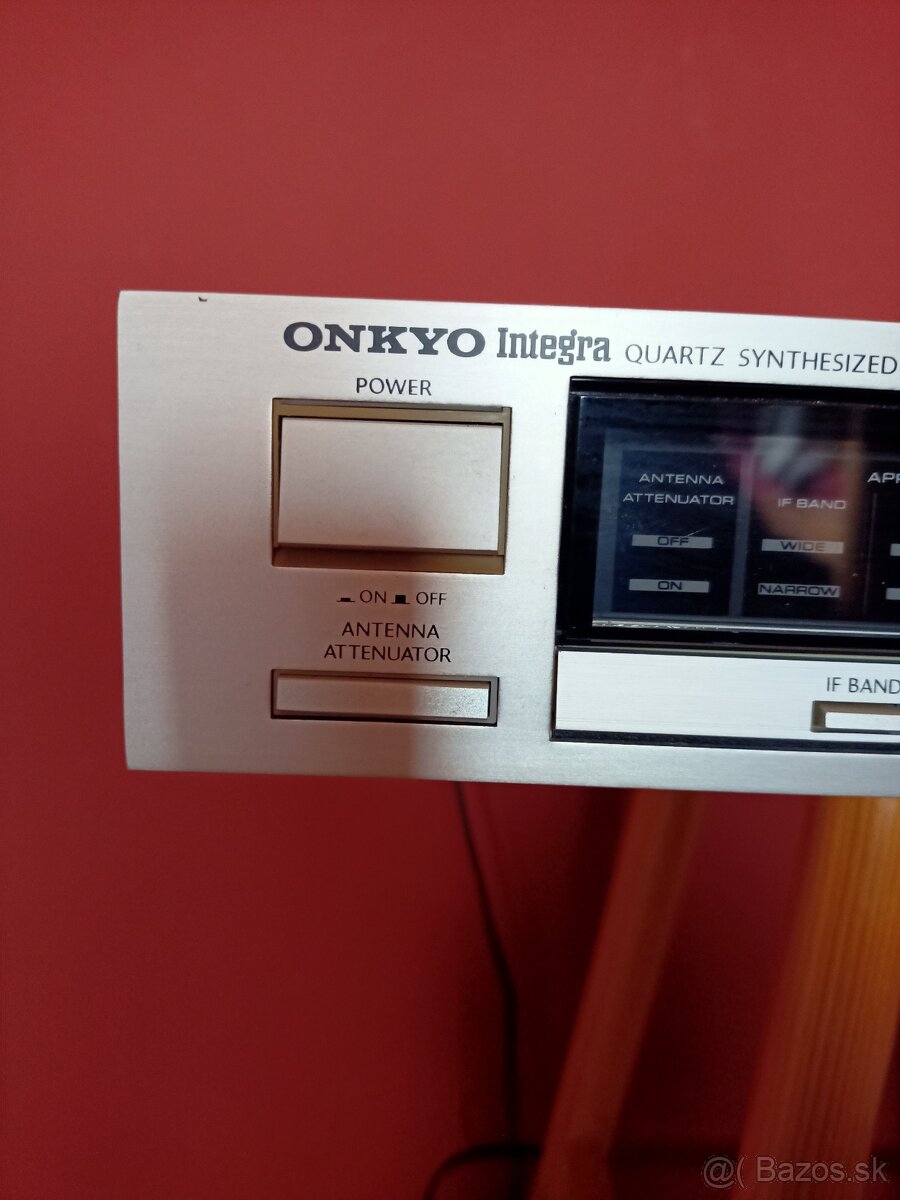 ONKYO Integra QUARTZ SYNTHESIZED
POWER
ON OFF
ANTENNA
ATTENUATOR
ANTENNA
ATTENUATOR
OFF
ON
IF BAND
WIDE
NARROW
IF BAND
@( Bazos.sk